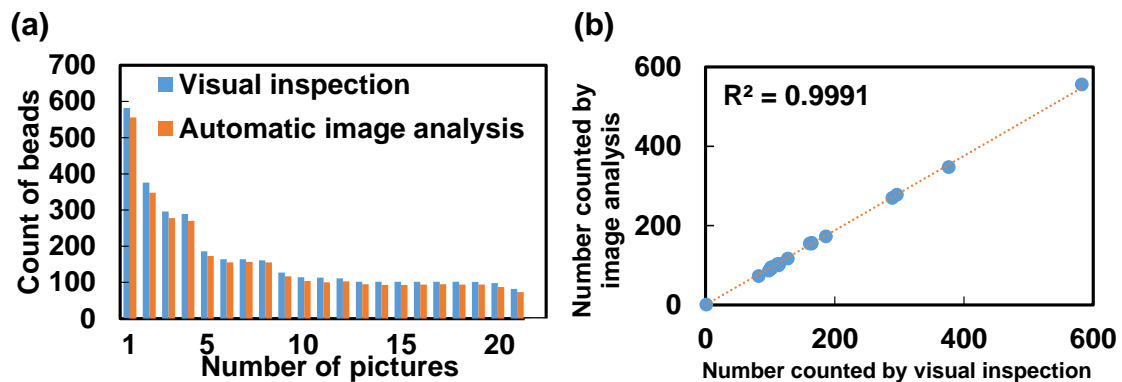 (a)
700
600
500
400
300
200
100
0
Count of beads
Visual inspection
Automatic image analysis
1 5 10 15 20
Number of pictures
(b)
600
400
200
0
Number counted by
image analysis
R² = 0.9991
0 200 400 600
Number counted by visual inspection